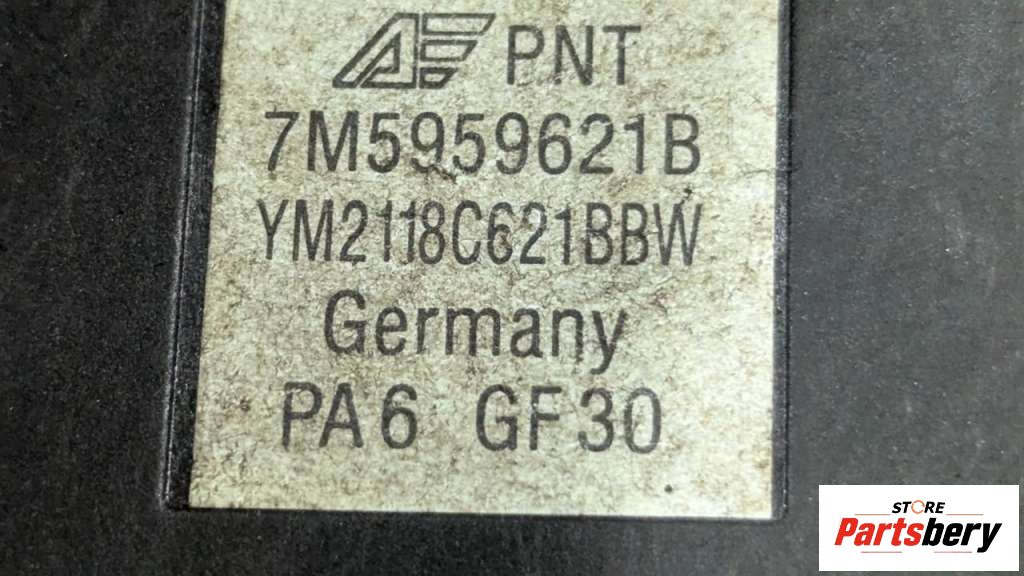 PNT
7M5959621B
YM2118C621BBW
Germany
PA6 GF30
STORE
Partsbery